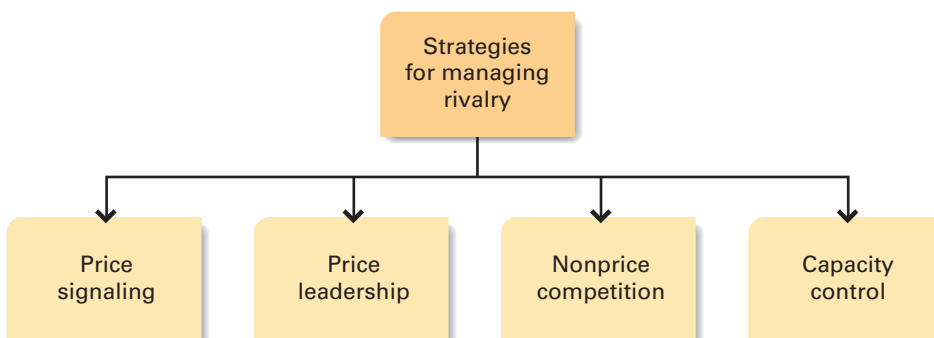 Strategies
for managing
rivalry
Price
signaling
Price
leadership
Nonprice
competition
Capacity
control